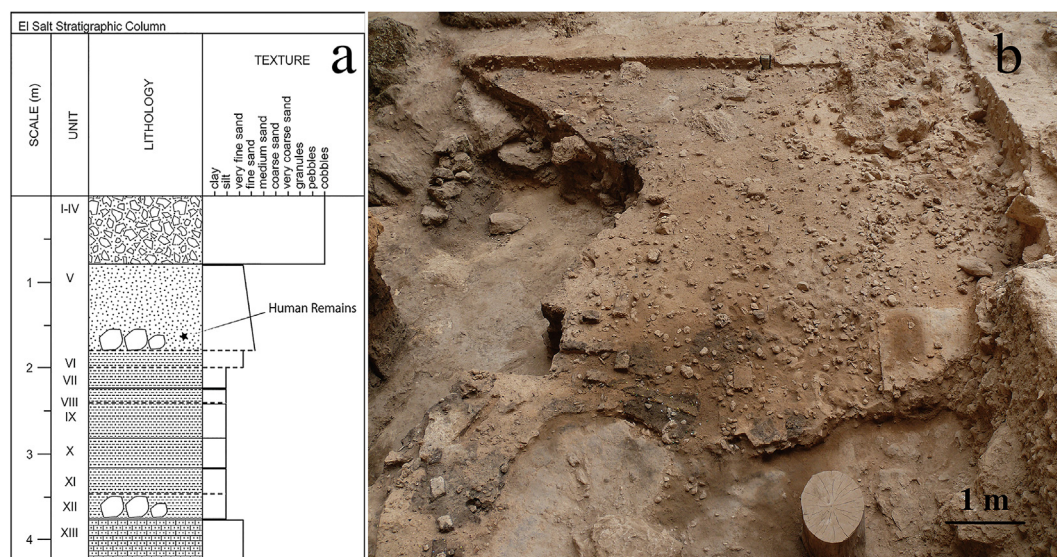 El Salt Stratigraphic Column
a
TEXTURE
SCALE (m)
UNIT
LITHOLOGY
clay
silt
very fine sand
fine sand
medium sand
coarse sand
very coarse sand
granules
pebbles
cobbles
I-IV
1
V
Human Remains
VI
2
VII
VIII
IX
3
X
XI
XII
XIII
4
b
1 m